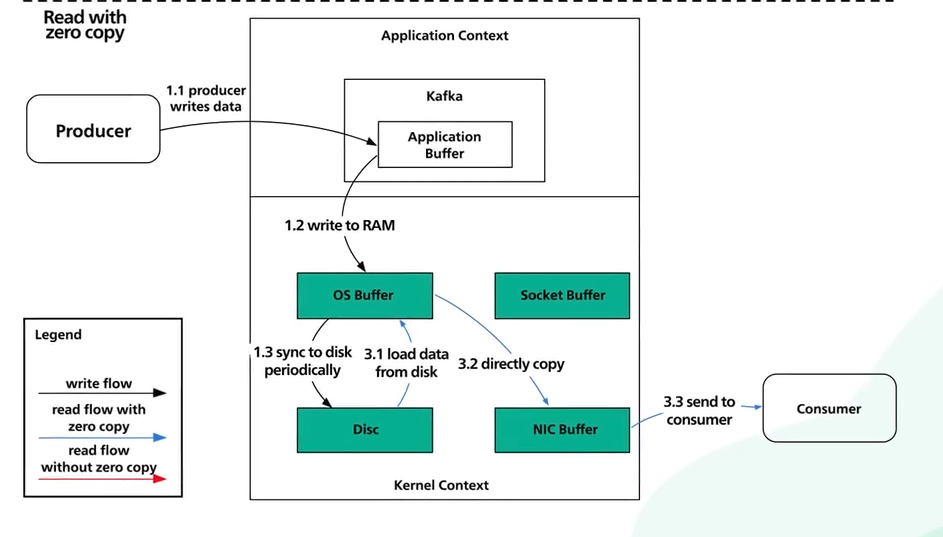 Read with
zero copy
Application Context
1.1 producer
writes data
Kafka
Producer
Application
Buffer
1.2 write to RAM
OS Buffer
Socket Buffer
Legend
1.3 sync to disk
periodically
3.1 load data
from disk
3.2 directly copy
write flow
read flow with
zero copy
read flow
without zero copy
Disc
NIC Buffer
3.3 send to
consumer
Consumer
Kernel Context